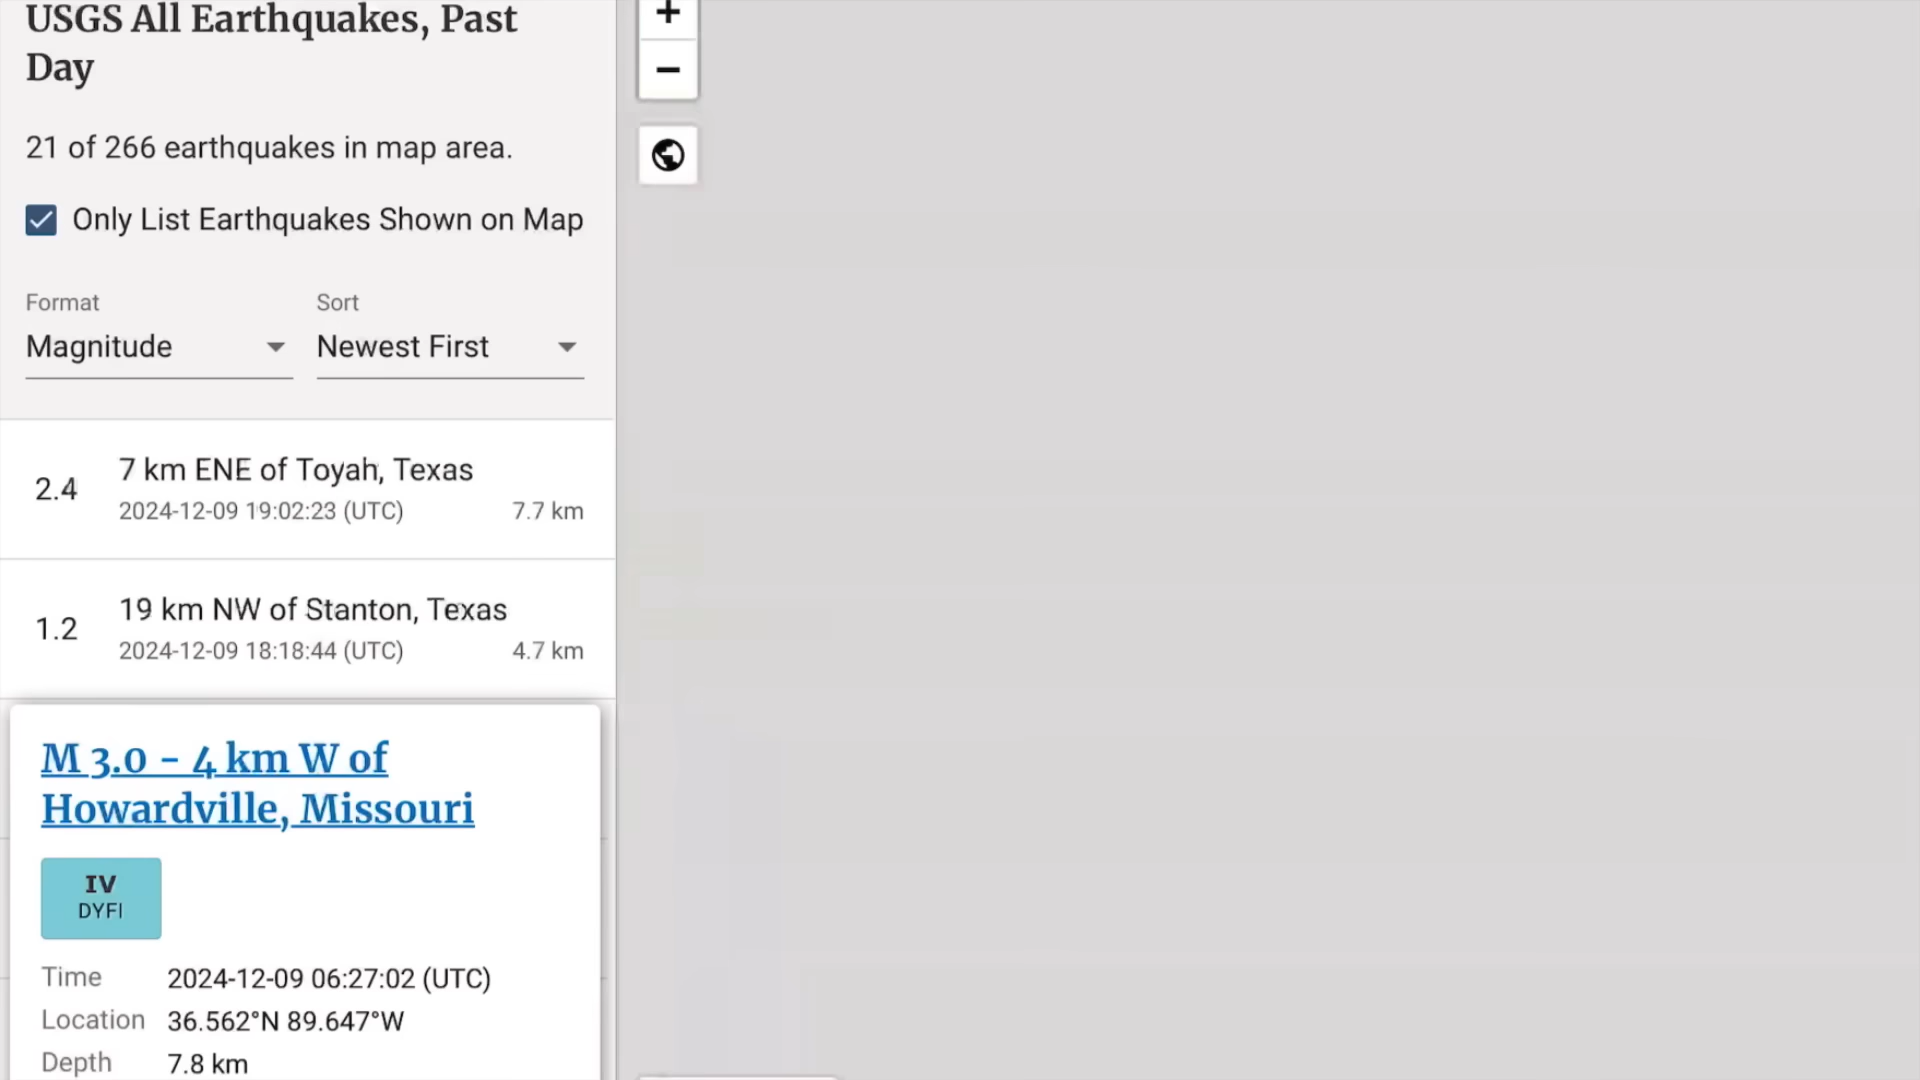 USGS All Earthquakes, Past
Day
21 of 266 earthquakes in map area.
Only List Earthquakes Shown on Map
Format
Sort
Magnitude
Newest First
2.4
7 km ENE of Toyah, Texas
2024-12-09 19:02:23 (UTC)
7.7 km
1.2
19 km NW of Stanton, Texas
2024-12-09 18:18:44 (UTC)
4.7 km
M 3.0 - 4 km W of
Howardville, Missouri
IV
DYFI
Time 2024-12-09 06:27:02 (UTC)
Location 36.562°N 89.647°W
Depth 7.8 km